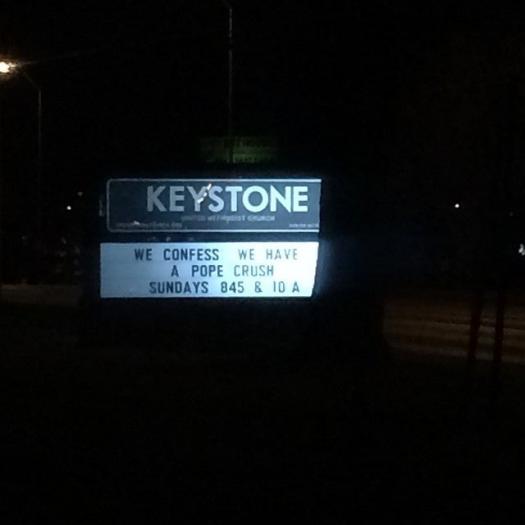 KEYSTONE
UNITED METHODIST CHURCH
WE CONFESS WE HAVE
A POPE CRUSH
SUNDAYS 845 & 10 A